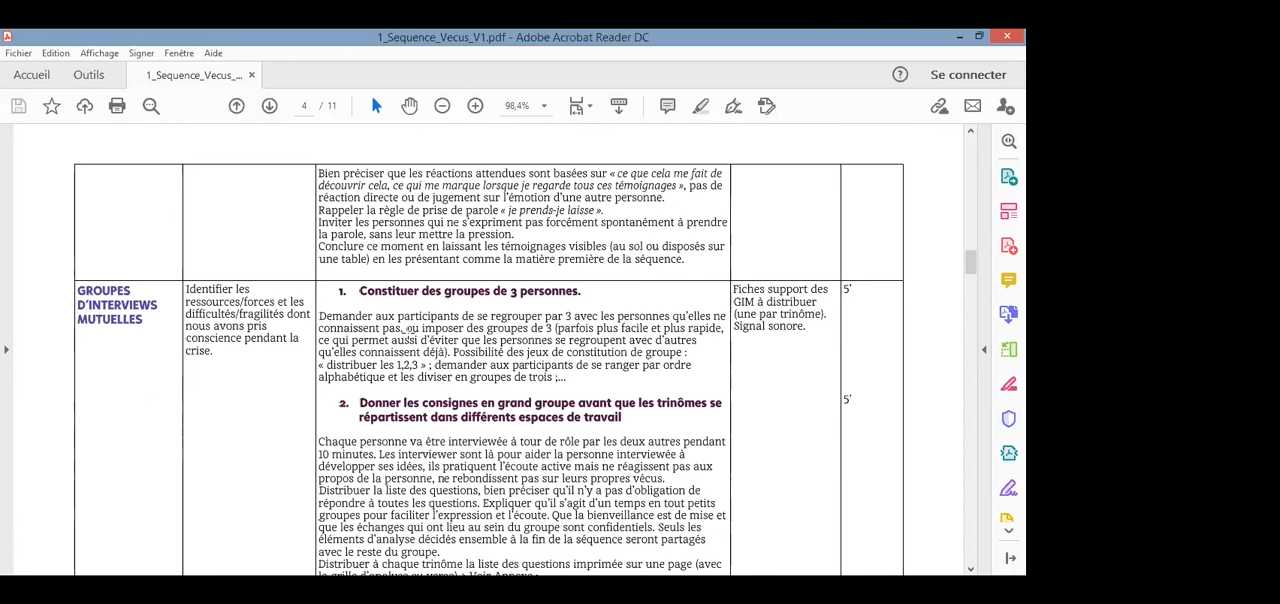 1_Sequence_Vecus_V1.pdf - Adobe Acrobat Reader DC
Fichier Edition Affichage Signer Fenêtre Aide
Accueil Outils 1_Sequence_Vecus_... × ? Se connecter
4 / 11 98,4%
Bien préciser que les réactions attendues sont basées sur « ce que cela me fait de
découvrir cela, ce qui me marque lorsque je regarde tous ces témoignages », pas de
réaction directe ou de jugement sur l'émotion d'une autre personne.
Rappeler la règle de prise de parole « je prends-je laisse ».
Inviter les personnes qui ne s'expriment pas forcément spontanément à prendre
la parole, sans leur mettre la pression.
Conclure ce moment en laissant les témoignages visibles (au sol ou disposés sur
une table) en les présentant comme la matière première de la séquence.
GROUPES
D'INTERVIEWS
MUTUELLES
Identifier les
ressources/forces et les
difficultés/fragilités dont
nous avons pris
conscience pendant la
crise.
1. Constituer des groupes de 3 personnes.
Demander aux participants de se regrouper par 3 avec les personnes qu'elles ne
connaissent pas, ou imposer des groupes de 3 (parfois plus facile et plus rapide,
ce qui permet aussi d'éviter que les personnes se regroupent avec d'autres
qu'elles connaissent déjà). Possibilité des jeux de constitution de groupe :
« distribuer les 1,2,3 » ; demander aux participants de se ranger par ordre
alphabétique et les diviser en groupes de trois ;...
2. Donner les consignes en grand groupe avant que les trinômes se
répartissent dans différents espaces de travail
Chaque personne va être interviewée à tour de rôle par les deux autres pendant
10 minutes. Les interviewer sont là pour aider la personne interviewée à
développer ses idées, ils pratiquent l'écoute active mais ne réagissent pas aux
propos de la personne, ne rebondissent pas sur leurs propres vécus.
Distribuer la liste des questions, bien préciser qu'il n'y a pas d'obligation de
répondre à toutes les questions. Expliquer qu'il s'agit d'un temps en tout petits
groupes pour faciliter l'expression et l'écoute. Que la bienveillance est de mise et
que les échanges qui ont lieu au sein du groupe sont confidentiels. Seuls les
éléments d'analyse décidés ensemble à la fin de la séquence seront partagés
avec le reste du groupe.
Distribuer à chaque trinôme la liste des questions imprimée sur une page (avec
la grille d'analyse au verso) > Voir Annexe :
Fiches support des
GIM à distribuer
(une par trinôme).
Signal sonore.
5'
5'